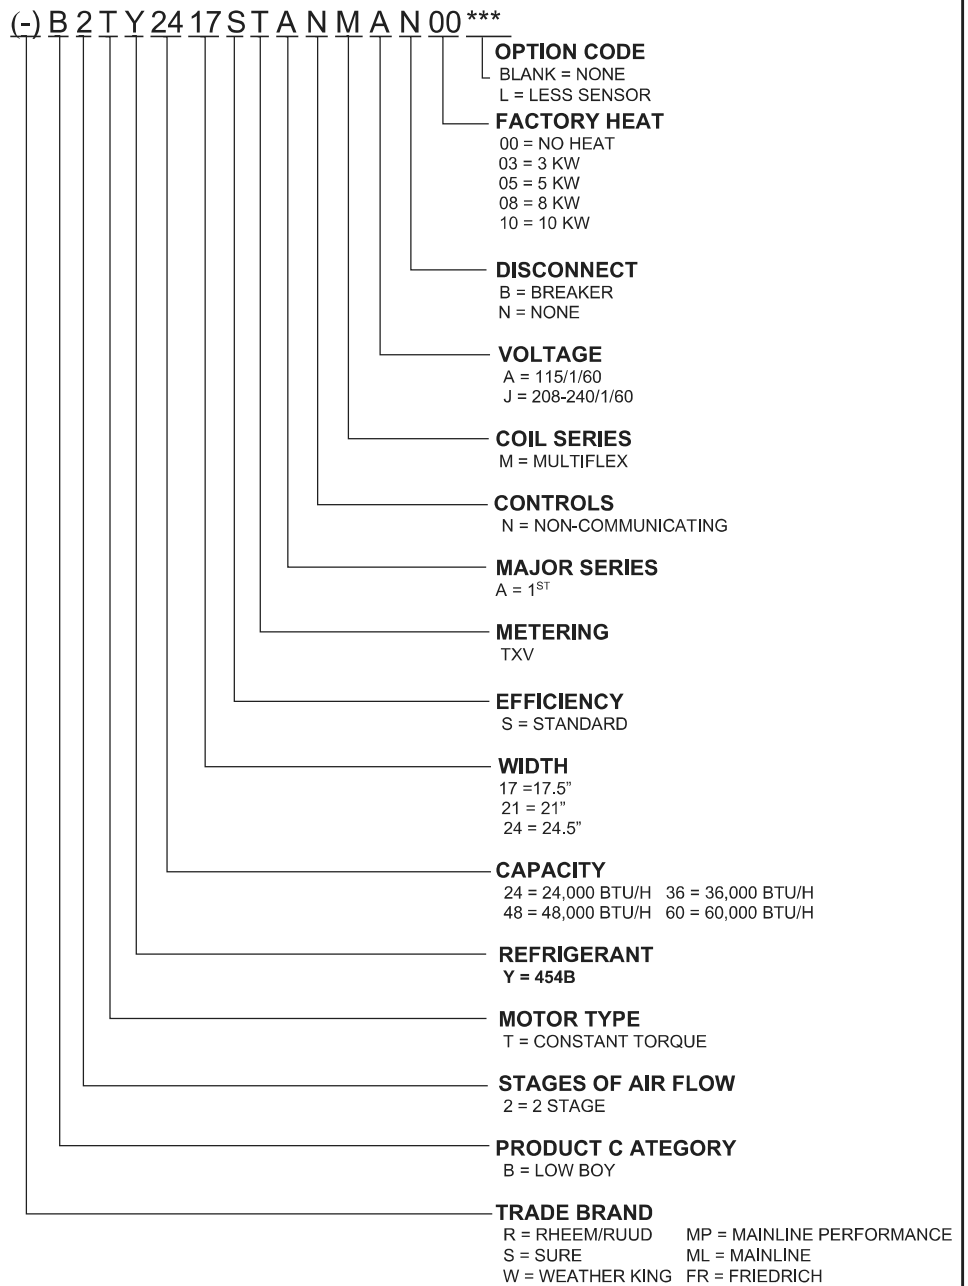 (-) B 2 T Y 24 17 S T A N M A N 00 ***
OPTION CODE
BLANK = NONE
L = LESS SENSOR
FACTORY HEAT
00 = NO HEAT
03 = 3 KW
05 = 5 KW
08 = 8 KW
10 = 10 KW
DISCONNECT
B = BREAKER
N = NONE
VOLTAGE
A = 115/1/60
J = 208-240/1/60
COIL SERIES
M = MULTIFLEX
CONTROLS
N = NON-COMMUNICATING
MAJOR SERIES
A = 1ST
METERING
TXV
EFFICIENCY
S = STANDARD
WIDTH
17 =17.5”
21 = 21”
24 = 24.5”
CAPACITY
24 = 24,000 BTU/H 36 = 36,000 BTU/H
48 = 48,000 BTU/H 60 = 60,000 BTU/H
REFRIGERANT
Y = 454B
MOTOR TYPE
T = CONSTANT TORQUE
STAGES OF AIR FLOW
2 = 2 STAGE
PRODUCT C ATEGORY
B = LOW BOY
TRADE BRAND
R = RHEEM/RUUD MP = MAINLINE PERFORMANCE
S = SURE ML = MAINLINE
W = WEATHER KING FR = FRIEDRICH